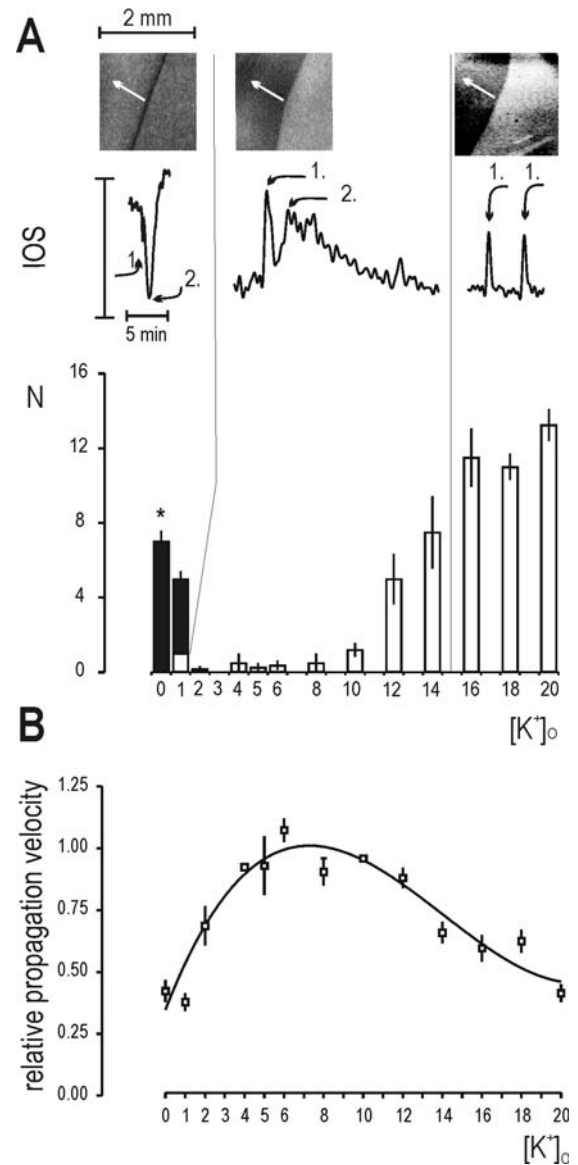 A
2 mm
IOS
1.
2.
1.
2.
1.
1.
5 min
N
16
12
8
4
0
*
0 1 2 3 4 5 6 8 10 12 14 16 18 20
[K⁺]o
B
relative propagation velocity
1.25
1.00
0.75
0.50
0.25
0.00
0 1 2 3 4 5 6 8 10 12 14 16 18 20
[K⁺]o